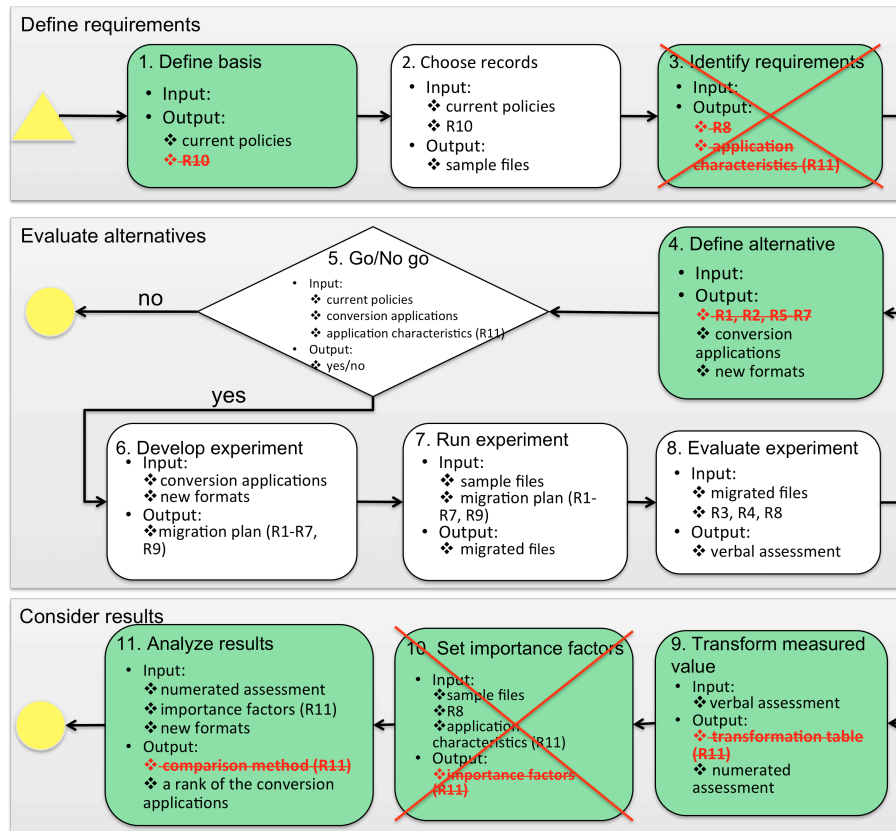 Define requirements
1. Define basis
• Input:
• Output:
❖ current policies
❖ R10
2. Choose records
• Input:
❖ current policies
❖ R10
• Output:
❖ sample files
3. Identify requirements
• Input:
• Output:
❖ R8
❖ application
characteristics (R11)
Evaluate alternatives
4. Define alternative
• Input:
• Output:
❖ R1, R2, R5-R7
❖ conversion
applications
❖ new formats
5. Go/No go
• Input:
❖ current policies
❖ conversion applications
❖ application characteristics (R11)
• Output:
❖ yes/no
no
yes
6. Develop experiment
• Input:
❖conversion applications
❖new formats
• Output:
❖migration plan (R1-R7,
R9)
7. Run experiment
• Input:
❖ sample files
❖ migration plan (R1-
R7, R9)
• Output:
❖ migrated files
8. Evaluate experiment
• Input:
❖ migrated files
❖ R3, R4, R8
• Output:
❖ verbal assessment
Consider results
9. Transform measured
value
• Input:
❖verbal assessment
• Output:
❖ transformation table
(R11)
❖ numerated
assessment
10. Set importance factors
• Input:
❖sample files
❖R8
❖application
characteristics (R11)
• Output:
❖importance factors
(R11)
11. Analyze results
• Input:
❖numerated assessment
❖importance factors (R11)
❖new formats
• Output:
❖ comparison method (R11)
❖ a rank of the conversion
applications